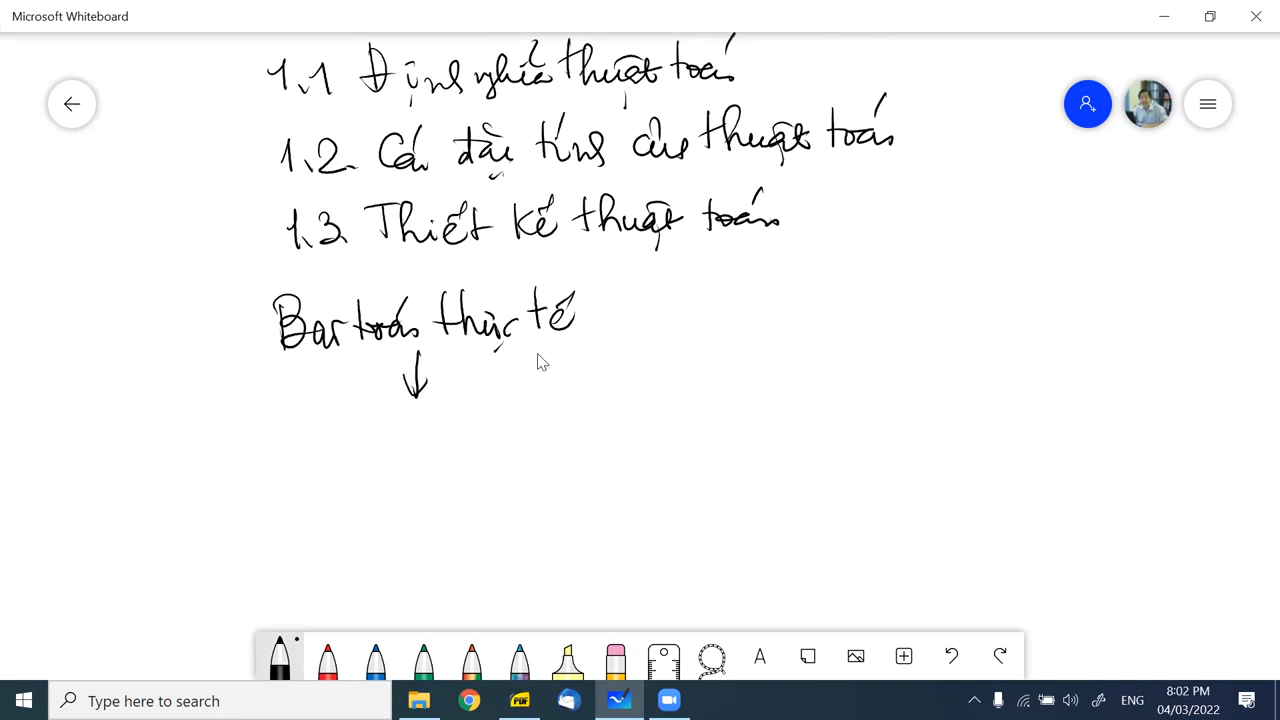 Microsoft Whiteboard
1.1 Định nghĩa thuật toán
1.2. Các đặc tính của thuật toán
1.3. Thiết kế thuật toán
Bài toán thực tế
↓
A
Type here to search
PDF
ENG
8:02 PM
04/03/2022